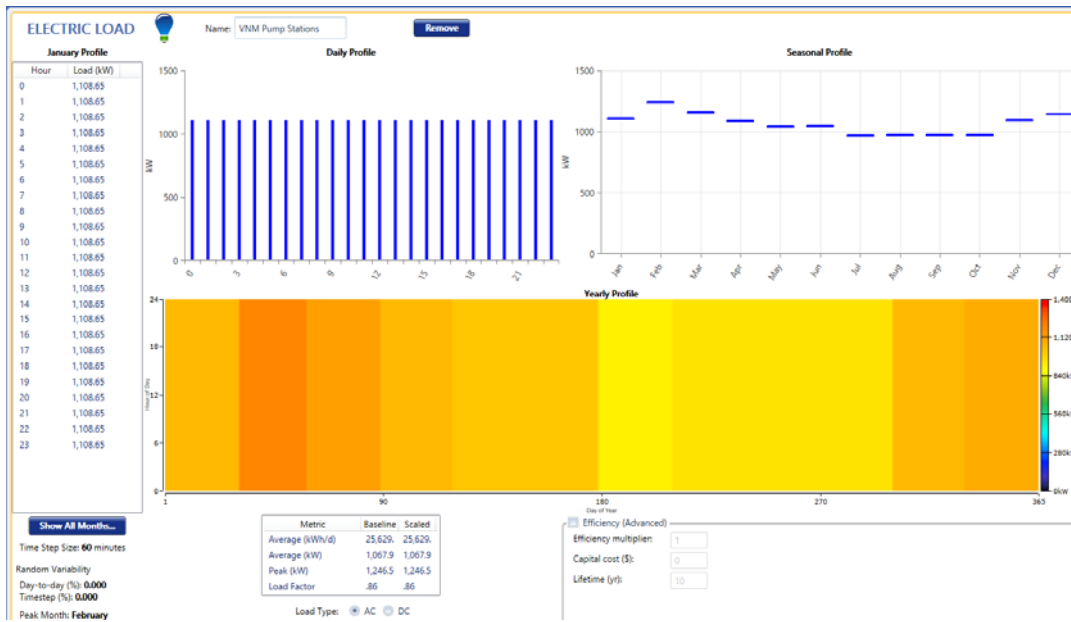 ELECTRIC LOAD
Name: VNM Pump Stations
Remove
January Profile
Hour Load (kW)
0 1,108.65
1 1,108.65
2 1,108.65
3 1,108.65
4 1,108.65
5 1,108.65
6 1,108.65
7 1,108.65
8 1,108.65
9 1,108.65
10 1,108.65
11 1,108.65
12 1,108.65
13 1,108.65
14 1,108.65
15 1,108.65
16 1,108.65
17 1,108.65
18 1,108.65
19 1,108.65
20 1,108.65
21 1,108.65
22 1,108.65
23 1,108.65
Daily Profile
1500
1000
500
0
kW
0 3 6 9 12 15 18 21
Seasonal Profile
1500
1000
500
0
kW
Jan Feb Mar Apr May Jun Jul Aug Sep Oct Nov Dec
Yearly Profile
24
18
12
6
0
Hour of Day
1 90 180 270 365
Day of Year
1,400
1,120
840k
560k
280k
0kW
Show All Months...
Time Step Size: 60 minutes
Random Variability
Day-to-day (%): 0.000
Timestep (%): 0.000
Peak Month: February
Metric Baseline Scaled
Average (kWh/d) 25,629. 25,629.
Average (kW) 1,067.9 1,067.9
Peak (kW) 1,246.5 1,246.5
Load Factor .86 .86
Load Type: AC DC
Efficiency (Advanced)
Efficiency multiplier: 1
Capital cost ($): 0
Lifetime (yr): 10